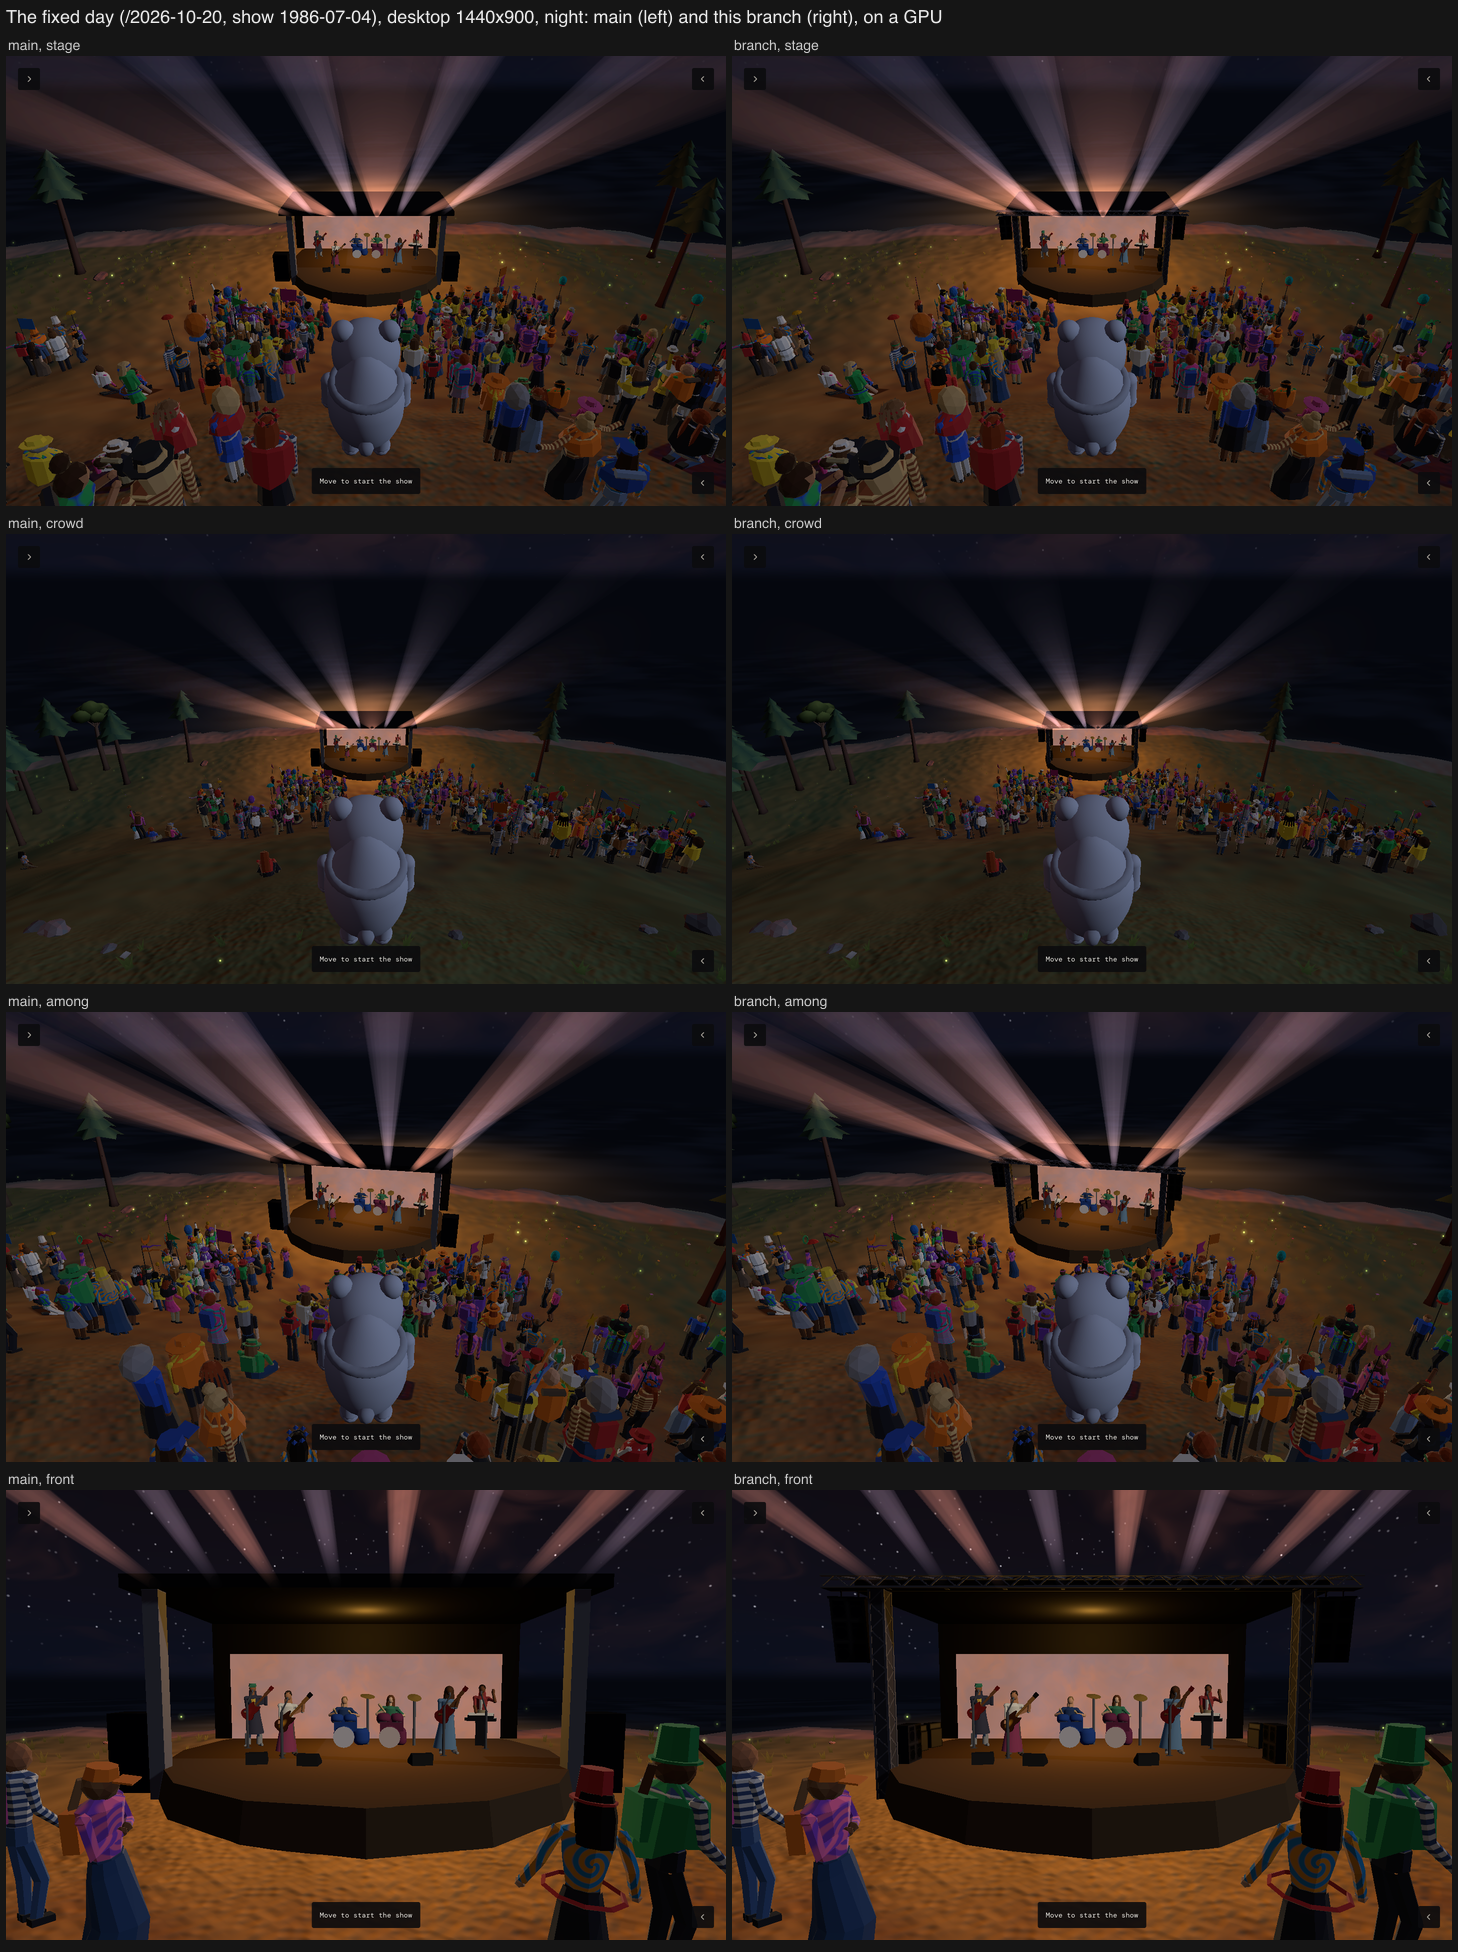 The fixed day (/2026-10-20, show 1986-07-04), desktop 1440x900, night: main (left) and this branch (right), on a GPU
main, stage
branch, stage
Move to start the show
Move to start the show
main, crowd
branch, crowd
Move to start the show
Move to start the show
main, among
branch, among
Move to start the show
Move to start the show
main, front
branch, front
Move to start the show
Move to start the show